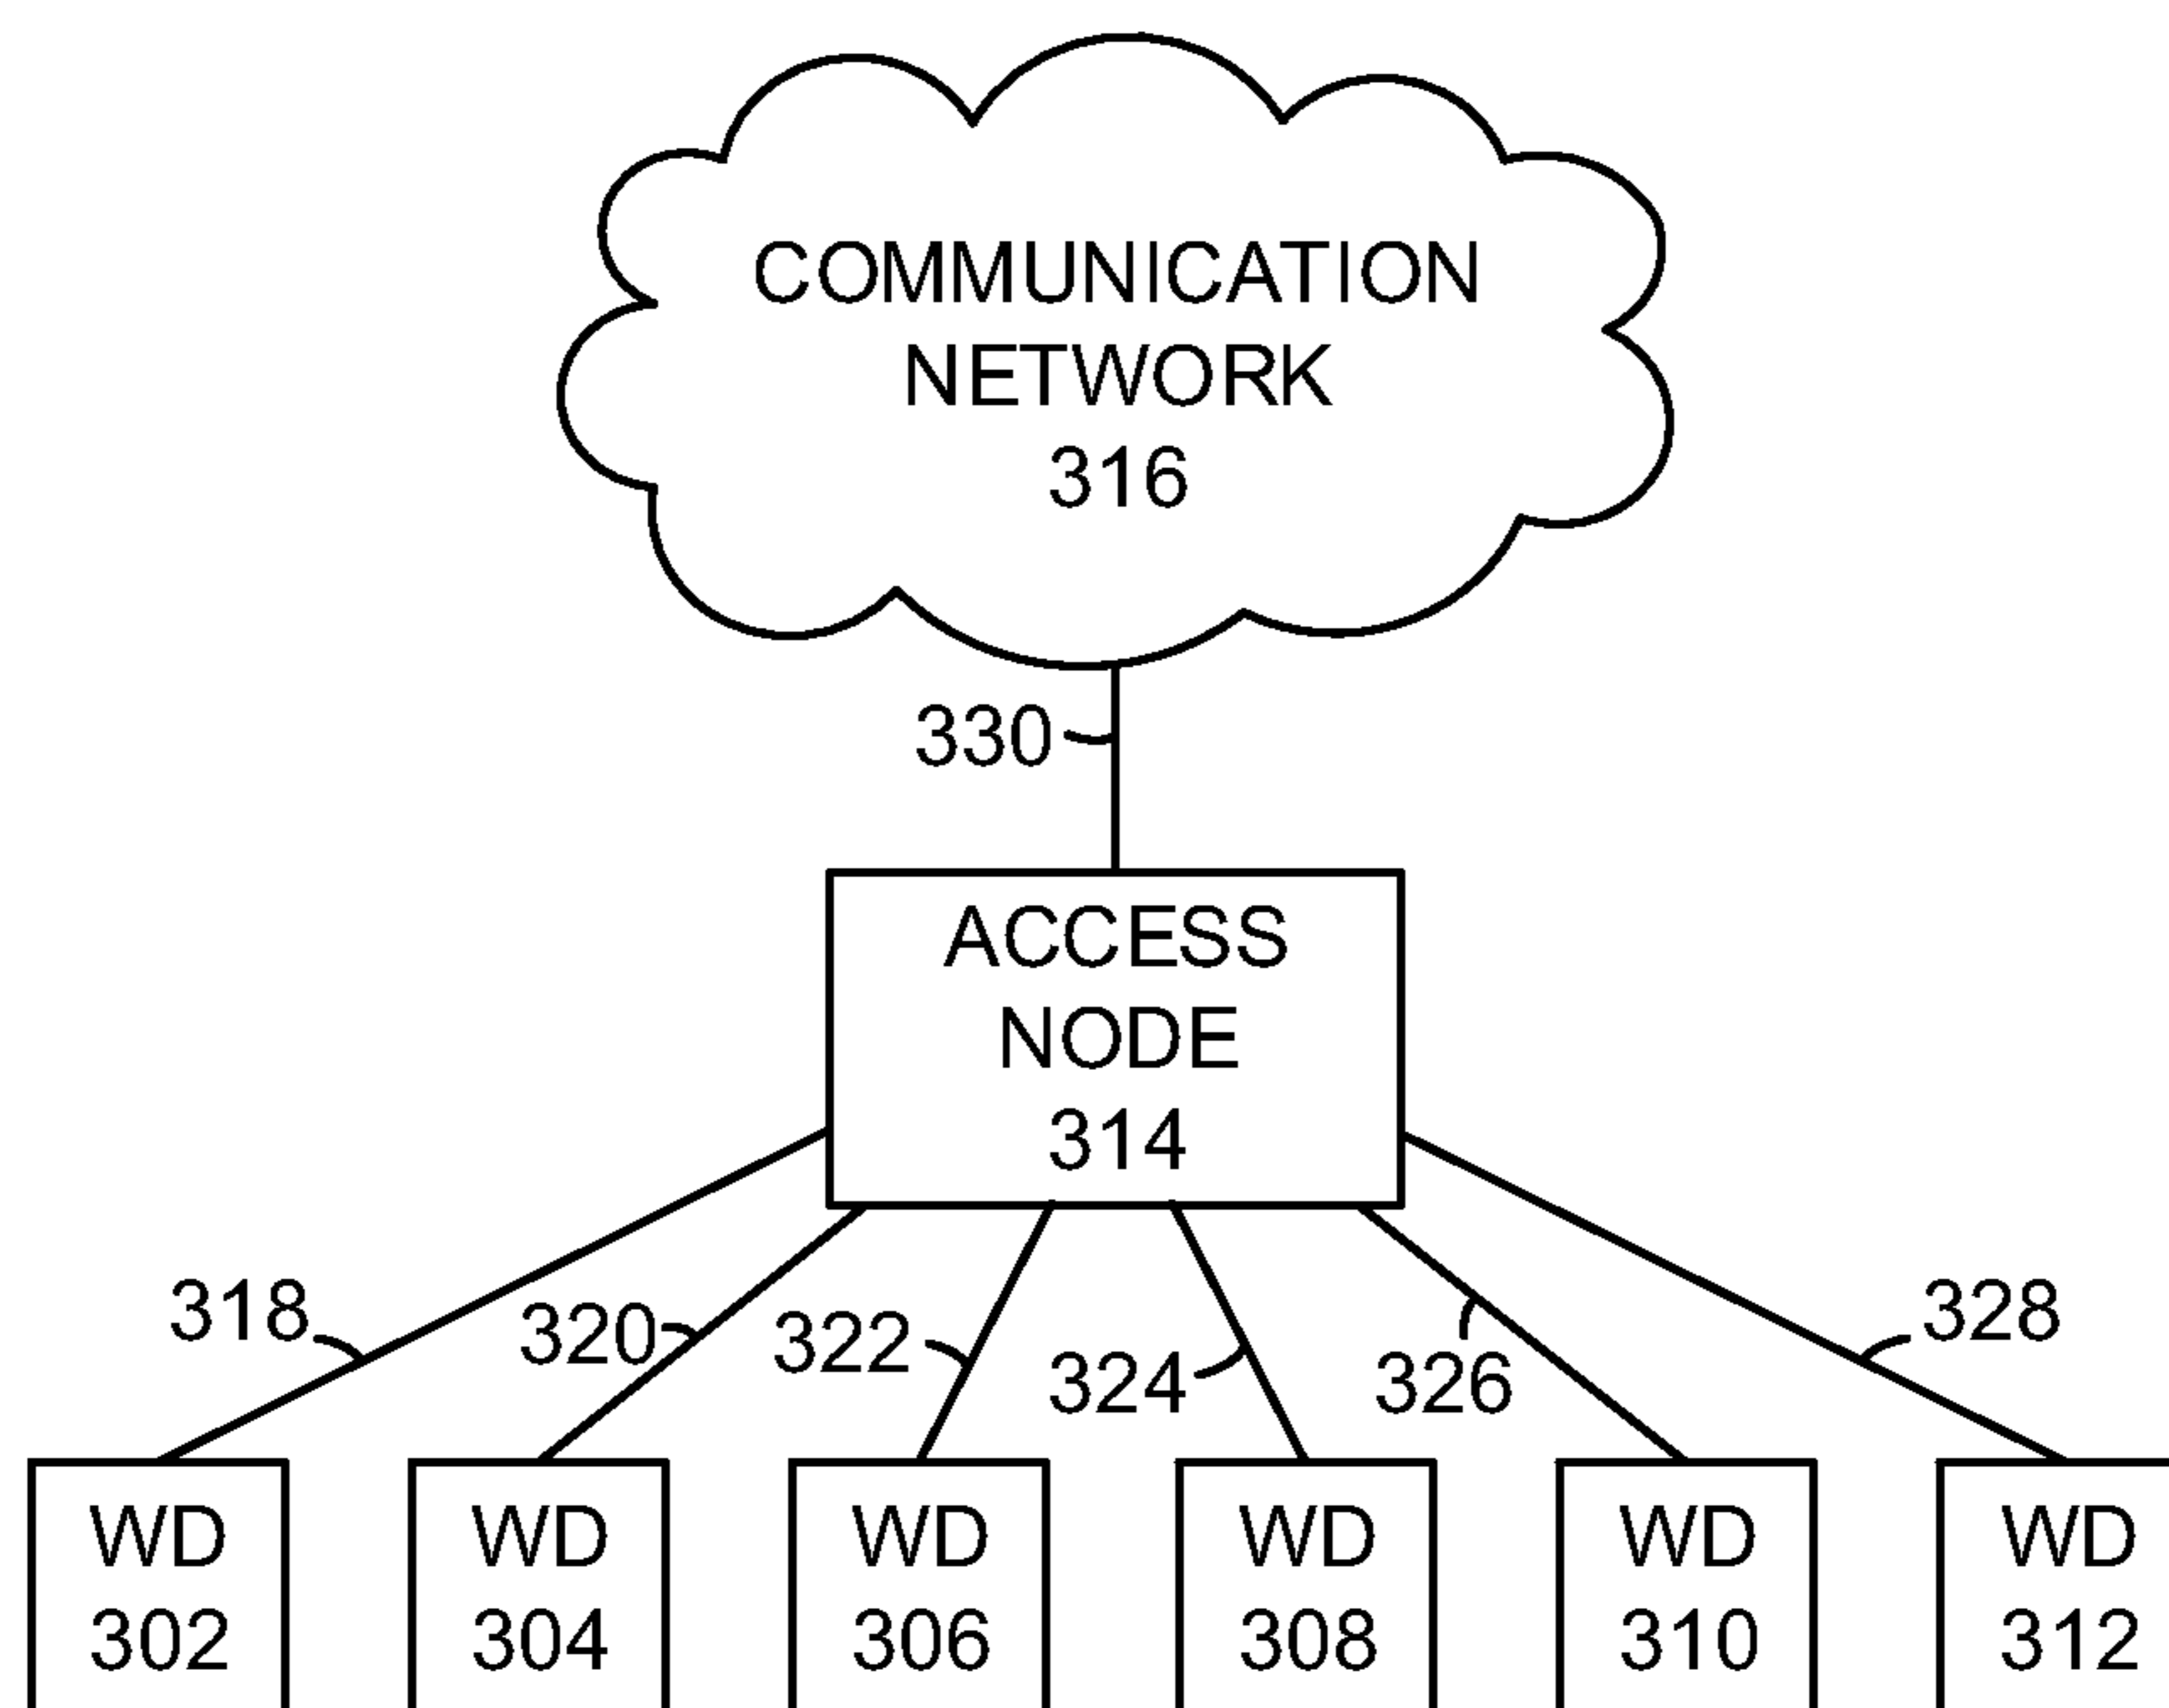 COMMUNICATION
NETWORK
316
330
ACCESS
NODE
314
318
320
322
324
326
328
WD
302
WD
304
WD
306
WD
308
WD
310
WD
312